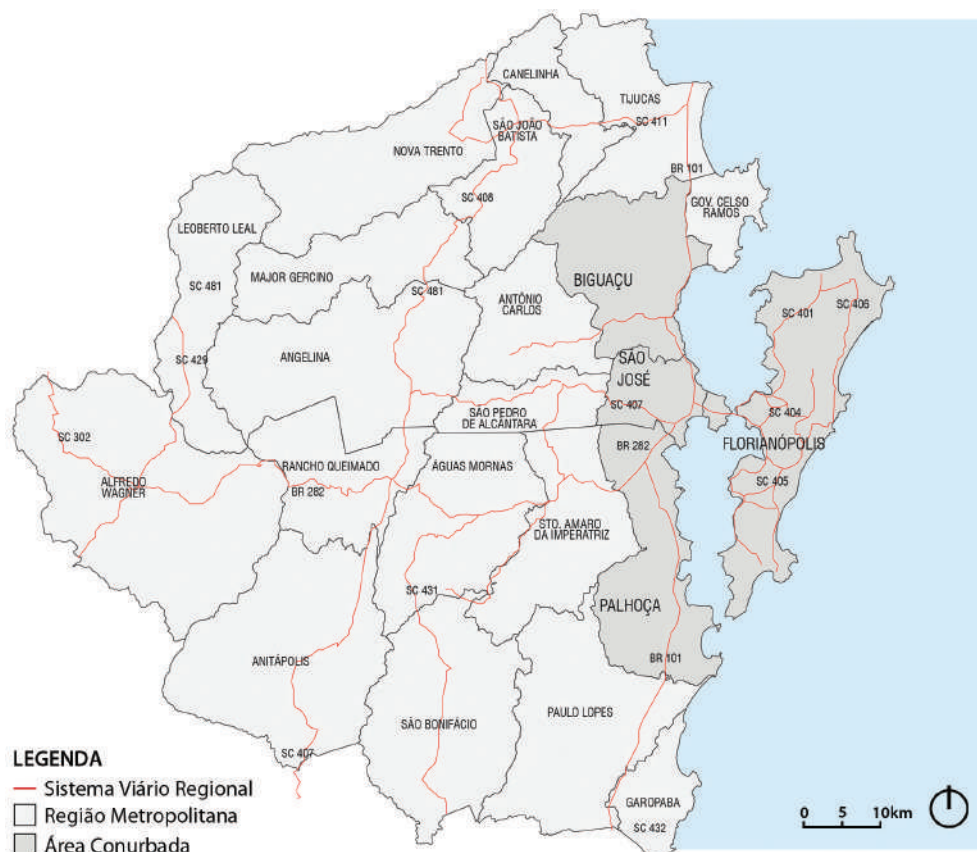 CANELINHA
TIJUCAS
SÃO JOÃO
BATISTA
SC 411
NOVA TRENTO
BR 101
SC 408
GOV. CELSO
RAMOS
LEOBERTO LEAL
MAJOR GERCINO
BIGUAÇU
SC 481
SC 481
ANTÔNIO
CARLOS
SC 401
SC 406
ANGELINA
SC 429
SÃO
JOSÉ
SC 407
SC 404
SÃO PEDRO
DE ALCÂNTARA
SC 302
BR 282
FLORIANÓPOLIS
RANCHO QUEIMADO
ÁGUAS MORNAS
ALFREDO
WAGNER
BR 282
SC 405
STO. AMARO
DA IMPERATRIZ
SC 431
PALHOÇA
ANITÁPOLIS
BR 101
PAULO LOPES
SÃO BONIFÁCIO
SC 407
GAROPABA
SC 432
LEGENDA
Sistema Viário Regional
Região Metropolitana
Área Conurbada
0 5 10km